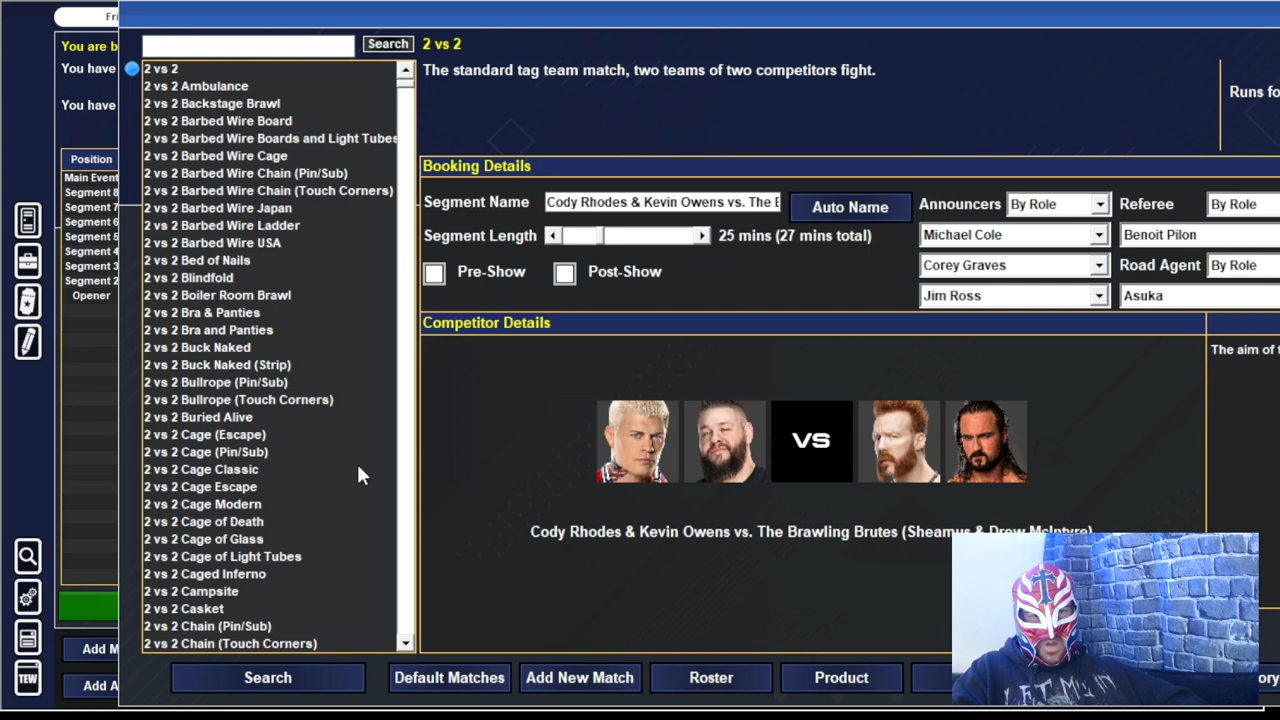 Fri
You are b
You have
You have
Position
Main Event
Segment 8
Segment 7
Segment 6
Segment 5
Segment 4
Segment 3
Segment 2
Opener
Add M
Add A
TEW
Search
2 vs 2
2 vs 2 Ambulance
2 vs 2 Backstage Brawl
2 vs 2 Barbed Wire Board
2 vs 2 Barbed Wire Boards and Light Tubes
2 vs 2 Barbed Wire Cage
2 vs 2 Barbed Wire Chain (Pin/Sub)
2 vs 2 Barbed Wire Chain (Touch Corners)
2 vs 2 Barbed Wire Japan
2 vs 2 Barbed Wire Ladder
2 vs 2 Barbed Wire USA
2 vs 2 Bed of Nails
2 vs 2 Blindfold
2 vs 2 Boiler Room Brawl
2 vs 2 Bra & Panties
2 vs 2 Bra and Panties
2 vs 2 Buck Naked
2 vs 2 Buck Naked (Strip)
2 vs 2 Bullrope (Pin/Sub)
2 vs 2 Bullrope (Touch Corners)
2 vs 2 Buried Alive
2 vs 2 Cage (Escape)
2 vs 2 Cage (Pin/Sub)
2 vs 2 Cage Classic
2 vs 2 Cage Escape
2 vs 2 Cage Modern
2 vs 2 Cage of Death
2 vs 2 Cage of Glass
2 vs 2 Cage of Light Tubes
2 vs 2 Caged Inferno
2 vs 2 Campsite
2 vs 2 Casket
2 vs 2 Chain (Pin/Sub)
2 vs 2 Chain (Touch Corners)
2 vs 2
The standard tag team match, two teams of two competitors fight.
Runs fo
Booking Details
Segment Name Cody Rhodes & Kevin Owens vs. The B Auto Name Announcers By Role Referee By Role
Segment Length 25 mins (27 mins total) Michael Cole Benoit Pilon
Pre-Show Post-Show Corey Graves Road Agent By Role
Jim Ross Asuka
Competitor Details
The aim of t
VS
Cody Rhodes & Kevin Owens vs. The Brawling Brutes (Sheamus & Drew McIntyre)
Search Default Matches Add New Match Roster Product ory